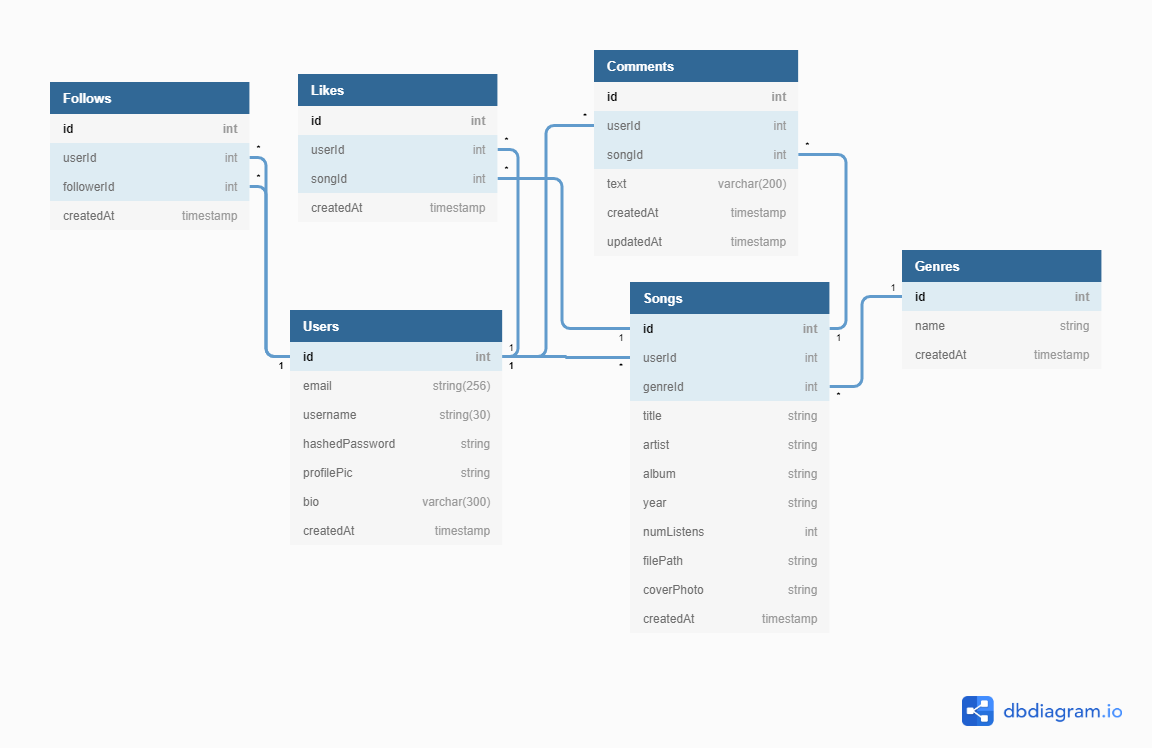 Follows
id int
userId int
followerId int
createdAt timestamp
*
*
Likes
id int
userId int
songId int
createdAt timestamp
*
*
Comments
id int
userId int
songId int
text varchar(200)
createdAt timestamp
updatedAt timestamp
*
*
Users
id int
email string(256)
username string(30)
hashedPassword string
profilePic string
bio varchar(300)
createdAt timestamp
1
1
1
Songs
id int
userId int
genreId int
title string
artist string
album string
year string
numListens int
filePath string
coverPhoto string
createdAt timestamp
1
*
1
*
Genres
id int
name string
createdAt timestamp
1
dbdiagram.io